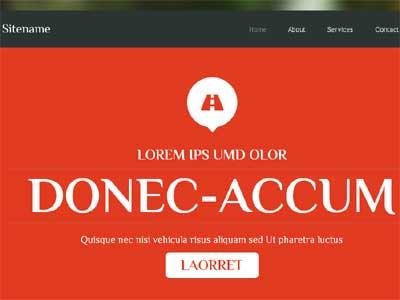 Sitename
Home About Services Contact
LOREM IPS UMD OLOR
DONEC-ACCUM
Quisque nec nisi vehicula risus aliquam sed Ut pharetra luctus
LAORRET